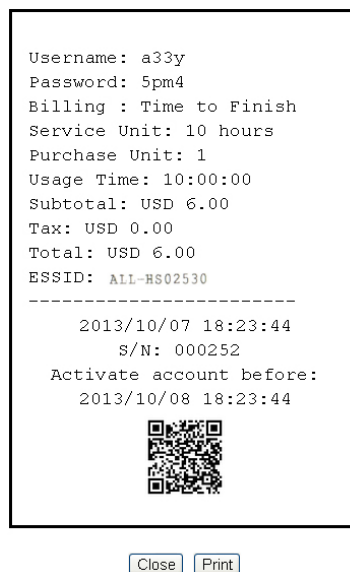 Username: a33y
Password: 5pm4
Billing : Time to Finish
Service Unit: 10 hours
Purchase Unit: 1
Usage Time: 10:00:00
Subtotal: USD 6.00
Tax: USD 0.00
Total: USD 6.00
ESSID: ALL-HS02530
------------------------
2013/10/07 18:23:44
S/N: 000252
Activate account before:
2013/10/08 18:23:44
Close Print